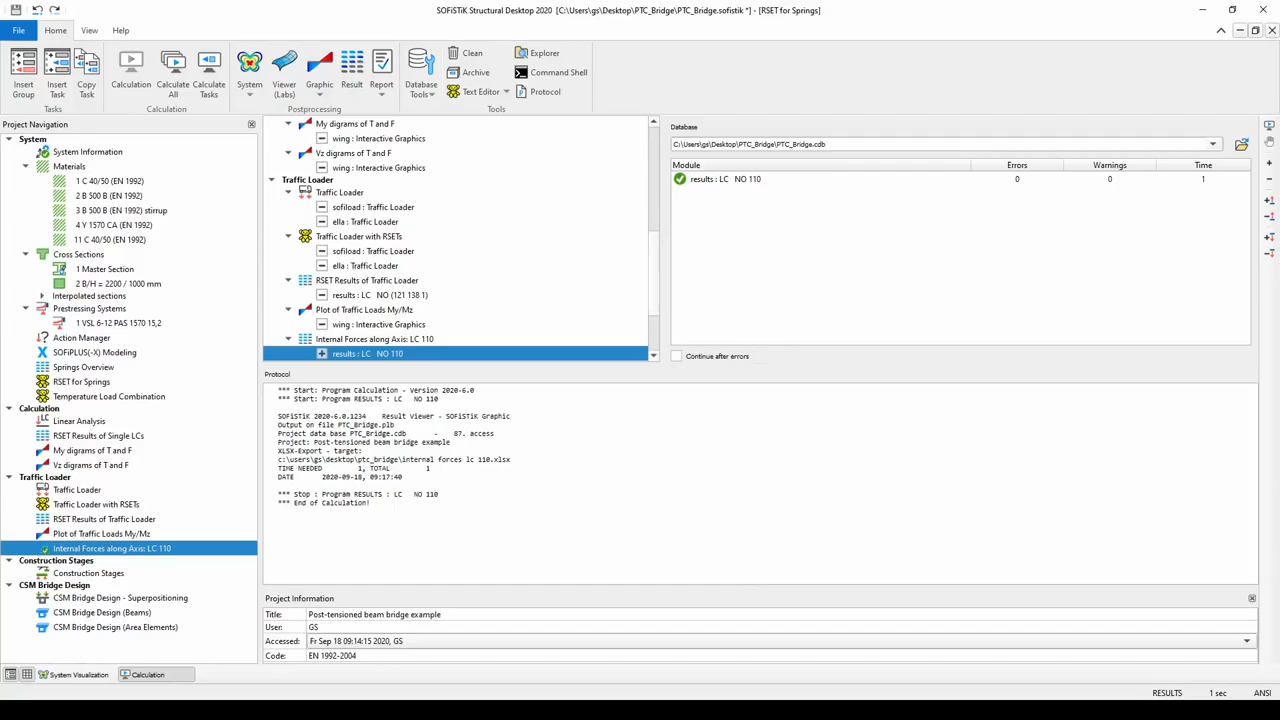 SOFiSTiK Structural Desktop 2020 [C:\Users\gs\Desktop\PTC_Bridge\PTC_Bridge.sofistik *] - [RSET for Springs]
File Home View Help
Insert Group
Insert Task
Copy Task
Tasks
Calculation
Calculate All
Calculate Tasks
Calculation
System
Viewer (Labs)
Graphic
Result
Report
Postprocessing
Database Tools
Clean
Archive
Text Editor
Explorer
Command Shell
Protocol
Tools
Project Navigation
System
System Information
Materials
1 C 40/50 (EN 1992)
2 B 500 B (EN 1992)
3 B 500 B (EN 1992) stirrup
4 Y 1570 CA (EN 1992)
11 C 40/50 (EN 1992)
Cross Sections
1 Master Section
2 B/H = 2200 / 1000 mm
Interpolated sections
Prestressing Systems
1 VSL 6-12 PAS 1570 15,2
Action Manager
SOFiPLUS(-X) Modeling
Springs Overview
RSET for Springs
Temperature Load Combination
Calculation
Linear Analysis
RSET Results of Single LCs
My digrams of T and F
Vz digrams of T and F
Traffic Loader
Traffic Loader
Traffic Loader with RSETs
RSET Results of Traffic Loader
Plot of Traffic Loads My/Mz
Internal Forces along Axis: LC 110
Construction Stages
Construction Stages
CSM Bridge Design
CSM Bridge Design - Superpositioning
CSM Bridge Design (Beams)
CSM Bridge Design (Area Elements)
System Visualization
Calculation
My digrams of T and F
wing : Interactive Graphics
Vz digrams of T and F
wing : Interactive Graphics
Traffic Loader
Traffic Loader
sofiload : Traffic Loader
ella : Traffic Loader
Traffic Loader with RSETs
sofiload : Traffic Loader
ella : Traffic Loader
RSET Results of Traffic Loader
results : LC NO (121 138 1)
Plot of Traffic Loads My/Mz
wing : Interactive Graphics
Internal Forces along Axis: LC 110
results : LC NO 110
Database
C:\Users\gs\Desktop\PTC_Bridge\PTC_Bridge.cdb
Module Errors Warnings Time
results : LC NO 110 0 0 1
Continue after errors
Protocol
*** Start: Program Calculation - Version 2020-6.0
*** Start: Program RESULTS : LC NO 110
SOFiSTiK 2020-6.0.1234 Result Viewer - SOFiSTiK Graphic
Output on file PTC_Bridge.plb
Project data base PTC_Bridge.cdb - 87. access
Project: Post-tensioned beam bridge example
XLSX-Export - target:
c:\users\gs\desktop\ptc_bridge\internal forces lc 110.xlsx
TIME NEEDED 1, TOTAL 1
DATE 2020-09-18, 09:17:40
*** Stop : Program RESULTS : LC NO 110
*** End of Calculation!
Project Information
Title: Post-tensioned beam bridge example
User: GS
Accessed: Fr Sep 18 09:14:15 2020, GS
Code: EN 1992-2004
RESULTS 1 sec ANSI